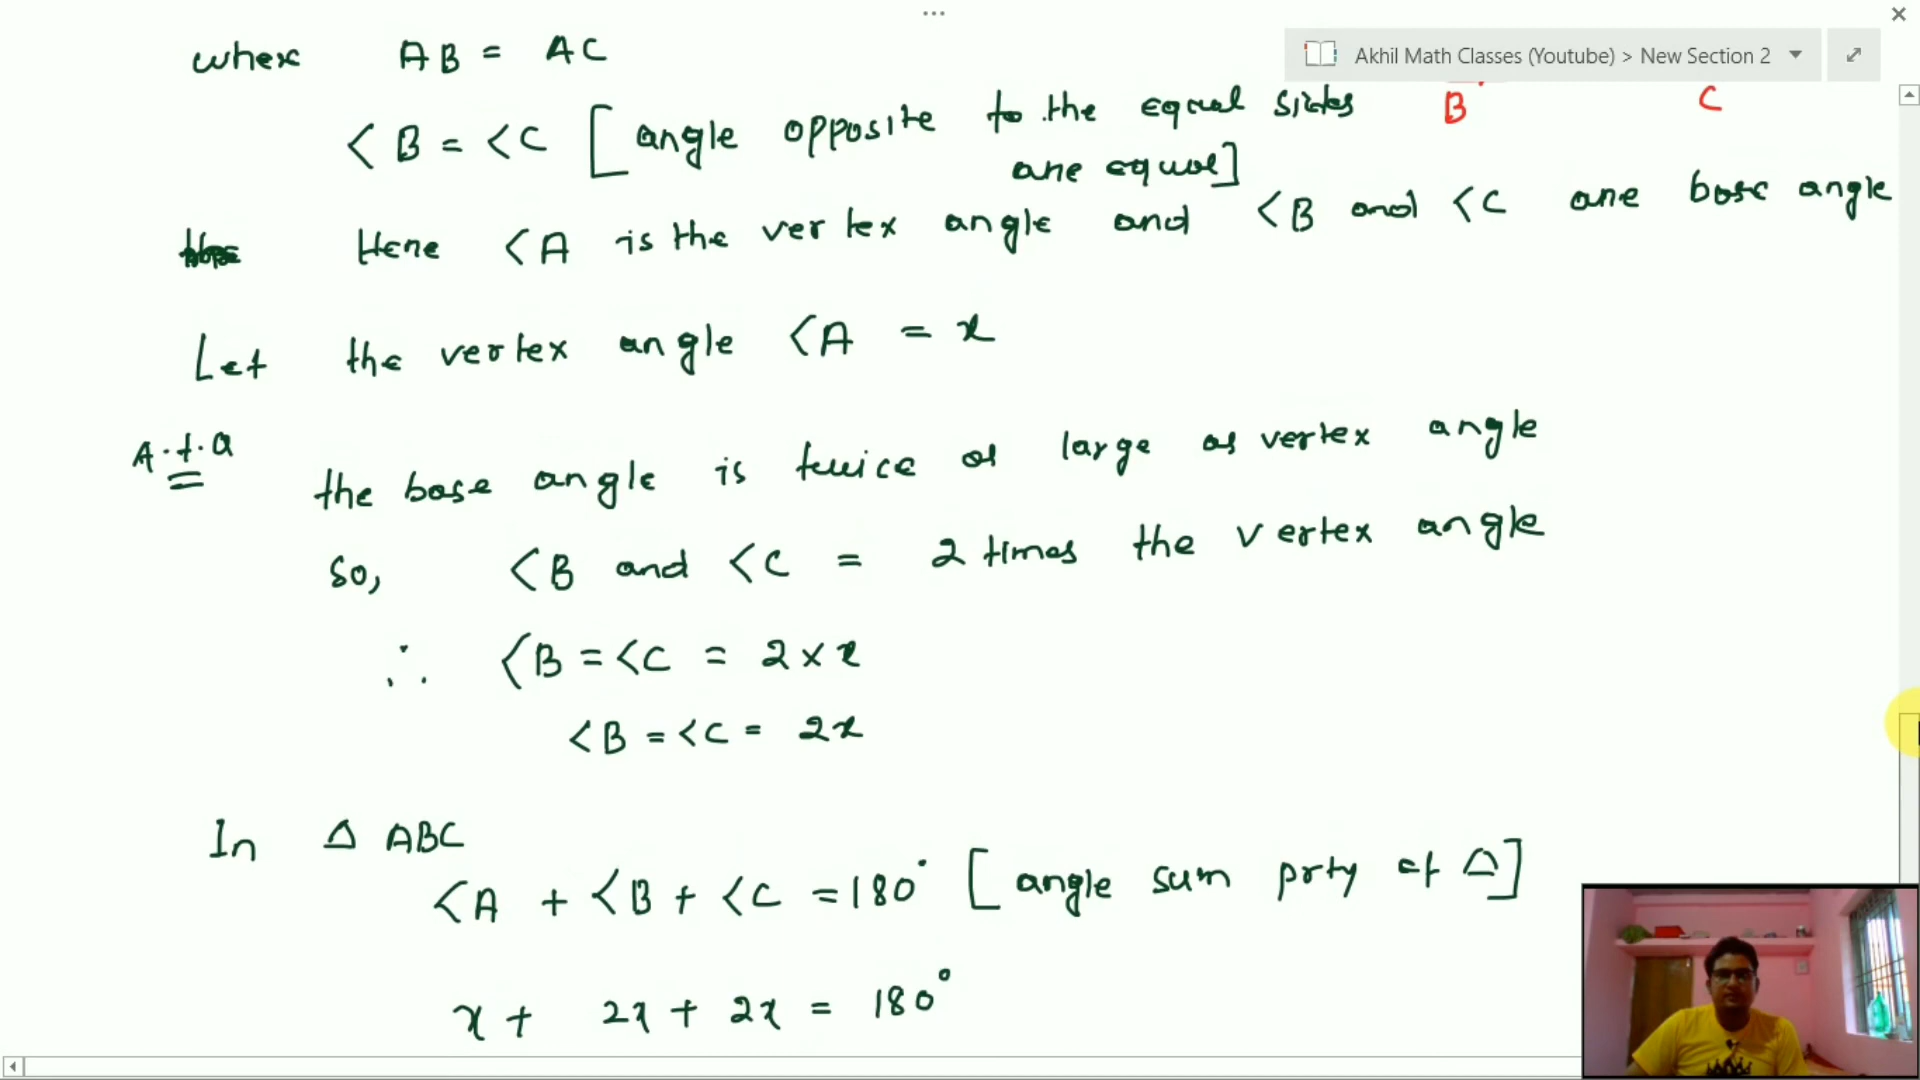 Akhil Math Classes (Youtube) > New Section 2
where AB = AC
B C
<B = <C [angle opposite to the equal sides
are equal]
Here <A is the vertex angle and <B and <C are base angle
Let the vertex angle <A = x
A.t.Q
the base angle is twice as large as vertex angle
So, <B and <C = 2 times the vertex angle
∴ <B = <C = 2 × x
<B = <C = 2x
In Δ ABC
<A + <B + <C = 180° [angle sum prty of Δ]
x + 2x + 2x = 180°